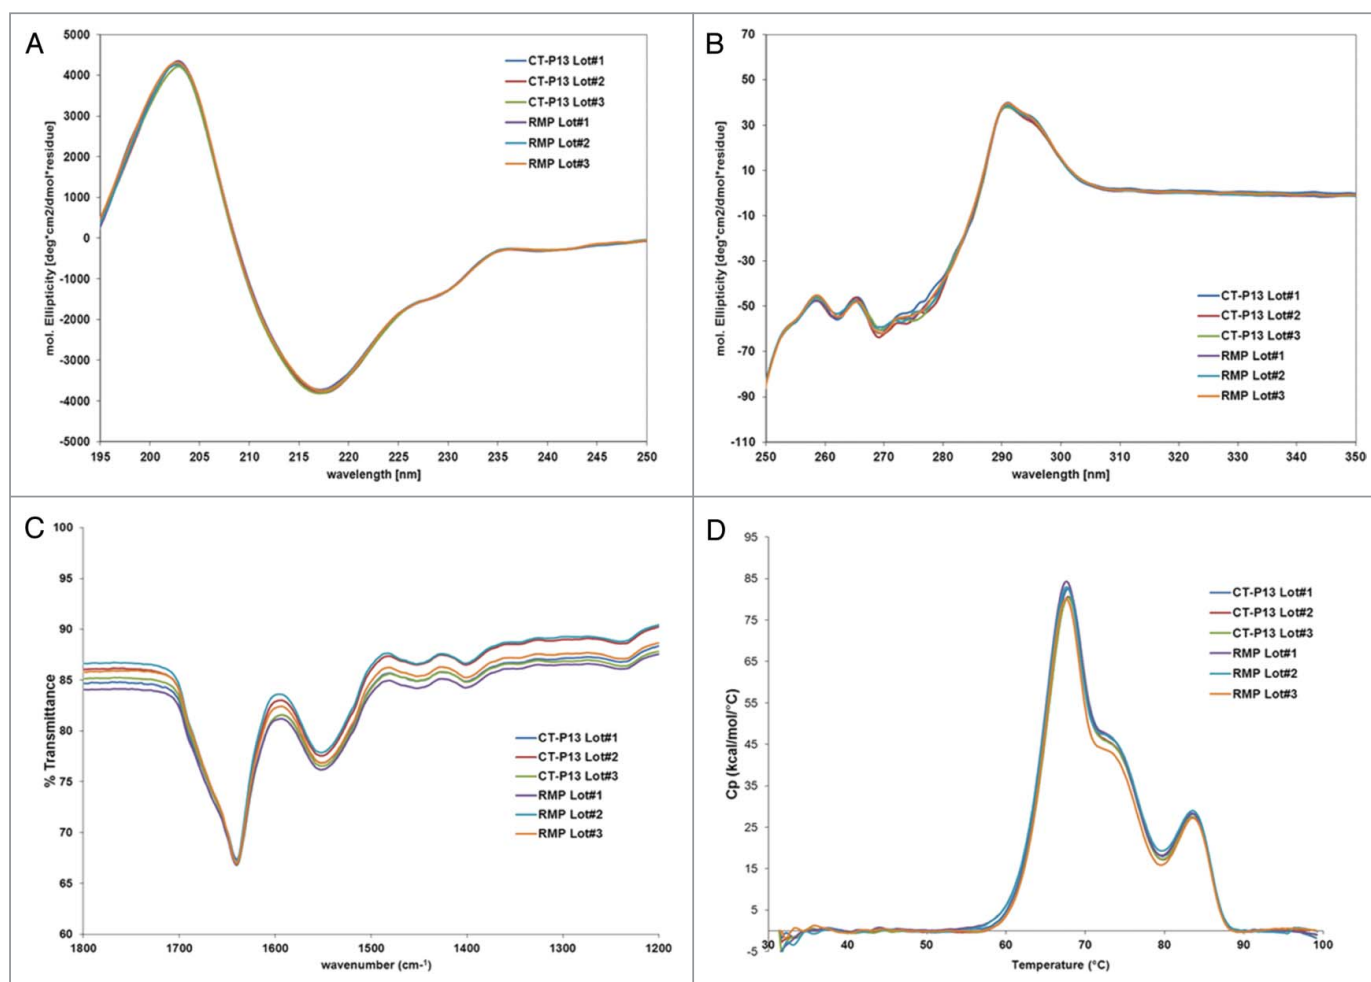 A
mol. Ellipticity [deg*cm2/dmol*residue]
5000
4000
3000
2000
1000
0
-1000
-2000
-3000
-4000
-5000
195 200 205 210 215 220 225 230 235 240 245 250
wavelength [nm]
CT-P13 Lot#1
CT-P13 Lot#2
CT-P13 Lot#3
RMP Lot#1
RMP Lot#2
RMP Lot#3
B
mol. Ellipticity [deg*cm2/dmol*residue]
70
50
30
10
-10
-30
-50
-70
-90
-110
250 260 270 280 290 300 310 320 330 340 350
wavelength [nm]
CT-P13 Lot#1
CT-P13 Lot#2
CT-P13 Lot#3
RMP Lot#1
RMP Lot#2
RMP Lot#3
C
% Transmittance
100
95
90
85
80
75
70
65
60
1800 1700 1600 1500 1400 1300 1200
wavenumber (cm-1)
CT-P13 Lot#1
CT-P13 Lot#2
CT-P13 Lot#3
RMP Lot#1
RMP Lot#2
RMP Lot#3
D
Cp (kcal/mol/°C)
95
85
75
65
55
45
35
25
15
5
-5
30 40 50 60 70 80 90 100
Temperature (°C)
CT-P13 Lot#1
CT-P13 Lot#2
CT-P13 Lot#3
RMP Lot#1
RMP Lot#2
RMP Lot#3